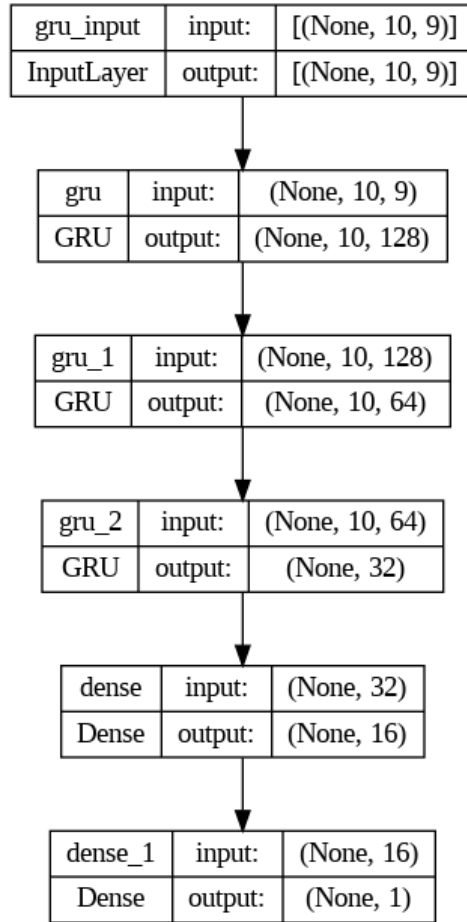 gru_input input: [(None, 10, 9)]
InputLayer output: [(None, 10, 9)]
gru input: (None, 10, 9)
GRU output: (None, 10, 128)
gru_1 input: (None, 10, 128)
GRU output: (None, 10, 64)
gru_2 input: (None, 10, 64)
GRU output: (None, 32)
dense input: (None, 32)
Dense output: (None, 16)
dense_1 input: (None, 16)
Dense output: (None, 1)